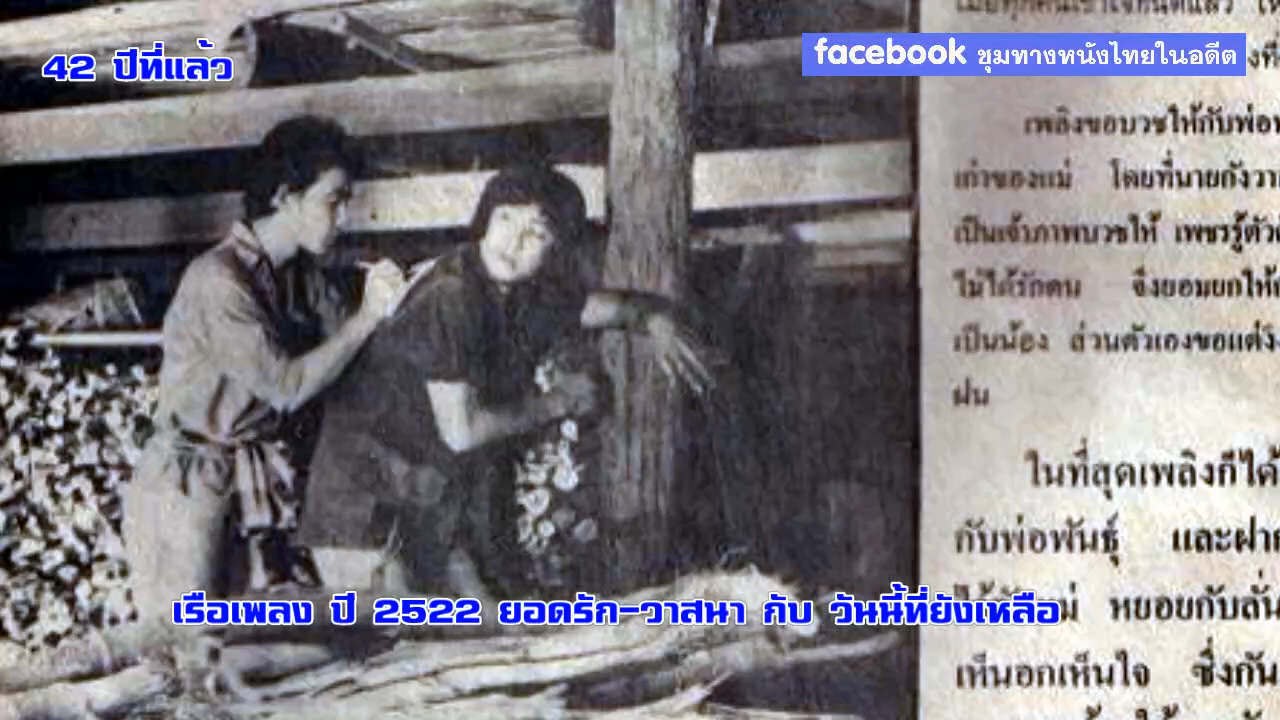 42 ปีที่แล้ว
facebook ชุมทางหนังไทยในอดีต
เพลิงขอบวชให้กับพ่อ
เก่าของแม่ โดยที่นายกังวา
เป็นเจ้าภาพบวชให้ เพชรรู้ตัว
ไม่ได้รักตน จึงยอมยกให้
เป็นน้อง ส่วนตัวเองขอแต่ง
ฝน
ในที่สุดเพลิงก็ได้
กับพ่อพันธุ์ และฝา
เรือเพลง ปี 2522 ยอดรัก-วาสนา กับ วันนี้ที่ยังเหลือ
แม่ หยอยกับลั่น
เห็นอกเห็นใจ ซึ่งกัน